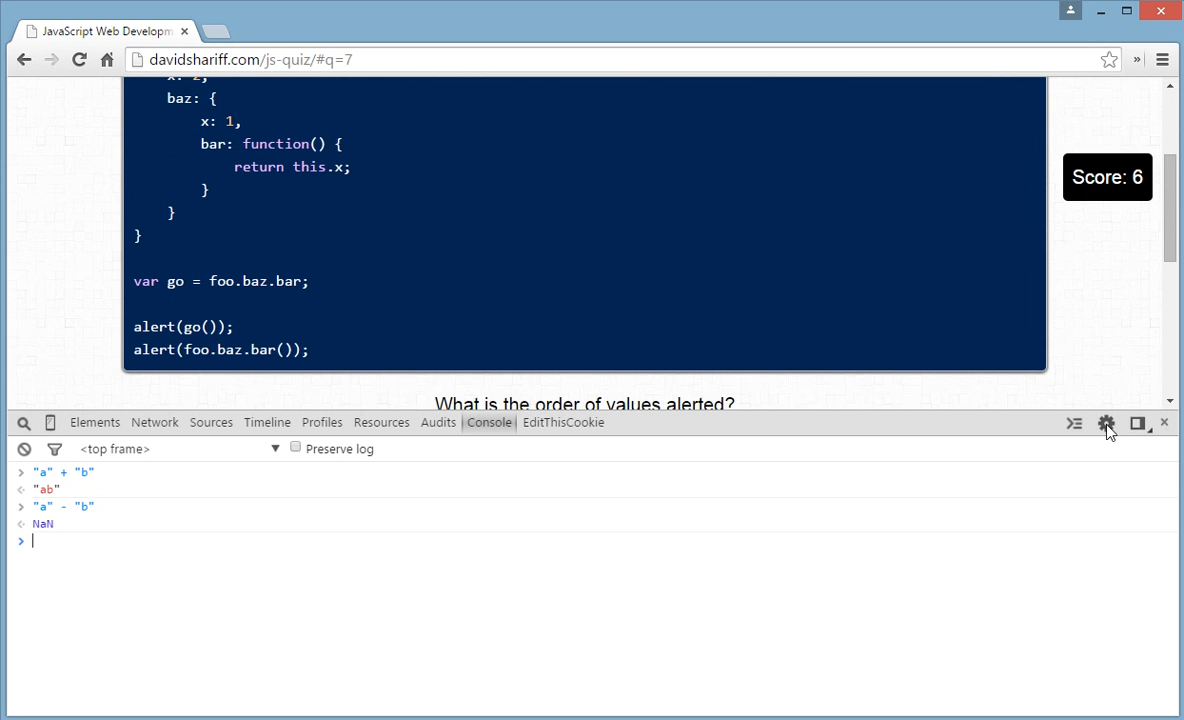 JavaScript Web Developm
davidshariff.com/js-quiz/#q=7
x: 2,
baz: {
x: 1,
bar: function() {
return this.x;
}
}
}
var go = foo.baz.bar;
alert(go());
alert(foo.baz.bar());
Score: 6
What is the order of values alerted?
Elements Network Sources Timeline Profiles Resources Audits Console EditThisCookie
<top frame> Preserve log
> "a" + "b"
"ab"
> "a" - "b"
NaN
>